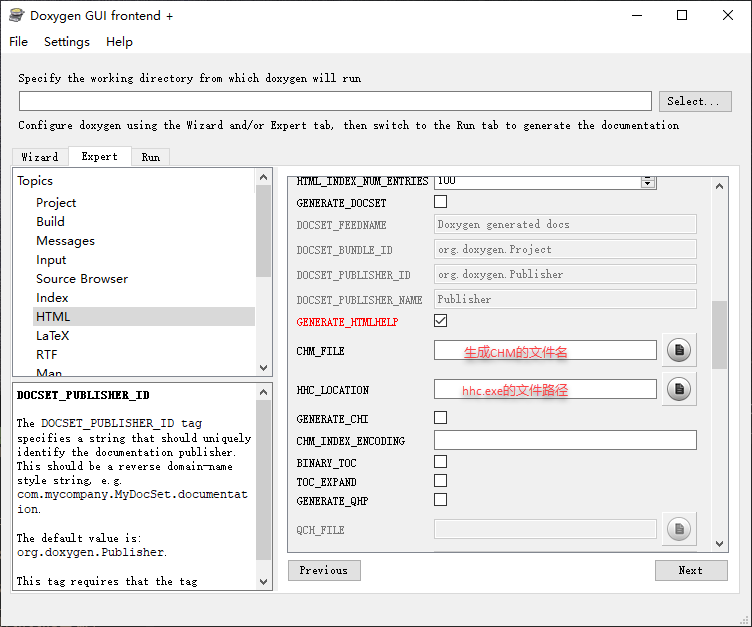 Doxygen GUI frontend +
File Settings Help
Specify the working directory from which doxygen will run
Select...
Configure doxygen using the Wizard and/or Expert tab, then switch to the Run tab to generate the documentation
Wizard Expert Run
Topics
Project
Build
Messages
Input
Source Browser
Index
HTML
LaTeX
RTF
Man
DOCSET_PUBLISHER_ID
The DOCSET_PUBLISHER_ID tag
specifies a string that should uniquely
identify the documentation publisher.
This should be a reverse domain-name
style string, e.g.
com.mycompany.MyDocSet.documentat
ion.
The default value is:
org.doxygen.Publisher.
This tag requires that the tag
HTML_INDEX_NUM_ENTRIES 100
GENERATE_DOCSET
DOCSET_FEEDNAME Doxygen generated docs
DOCSET_BUNDLE_ID org.doxygen.Project
DOCSET_PUBLISHER_ID org.doxygen.Publisher
DOCSET_PUBLISHER_NAME Publisher
GENERATE_HTMLHELP
CHM_FILE 生成CHM的文件名
HHC_LOCATION hhc.exe的文件路径
GENERATE_CHI
CHM_INDEX_ENCODING
BINARY_TOC
TOC_EXPAND
GENERATE_QHP
QCH_FILE
Previous Next